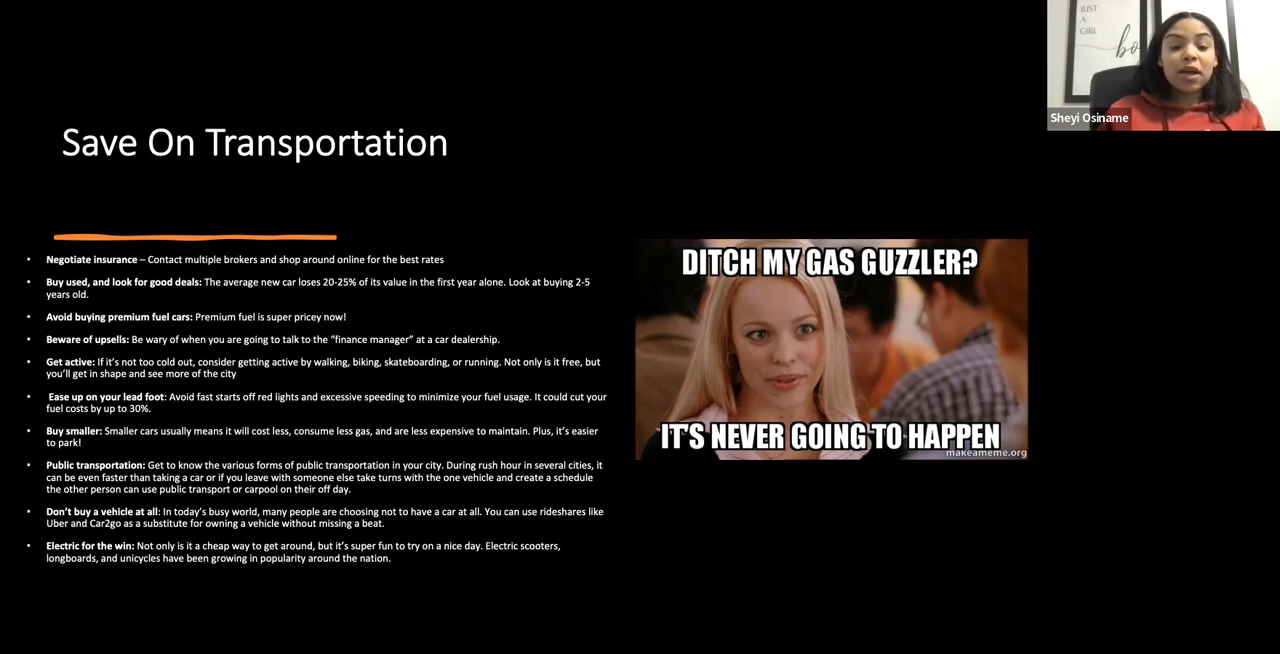 JUST
A
GIRL
bo
Sheyi Osiname
Save On Transportation
• Negotiate insurance – Contact multiple brokers and shop around online for the best rates
• Buy used, and look for good deals: The average new car loses 20-25% of its value in the first year alone. Look at buying 2-5
years old.
• Avoid buying premium fuel cars: Premium fuel is super pricey now!
• Beware of upsells: Be wary of when you are going to talk to the “finance manager” at a car dealership.
• Get active: If it’s not too cold out, consider getting active by walking, biking, skateboarding, or running. Not only is it free, but
you’ll get in shape and see more of the city
• Ease up on your lead foot: Avoid fast starts off red lights and excessive speeding to minimize your fuel usage. It could cut your
fuel costs by up to 30%.
• Buy smaller: Smaller cars usually means it will cost less, consume less gas, and are less expensive to maintain. Plus, it’s easier
to park!
• Public transportation: Get to know the various forms of public transportation in your city. During rush hour in several cities, it
can be even faster than taking a car or if you leave with someone else take turns with the one vehicle and create a schedule
the other person can use public transport or carpool on their off day.
• Don’t buy a vehicle at all: In today’s busy world, many people are choosing not to have a car at all. You can use rideshares like
Uber and Car2go as a substitute for owning a vehicle without missing a beat.
• Electric for the win: Not only is it a cheap way to get around, but it’s super fun to try on a nice day. Electric scooters,
longboards, and unicycles have been growing in popularity around the nation.
DITCH MY GAS GUZZLER?
IT'S NEVER GOING TO HAPPEN
makeameme.org